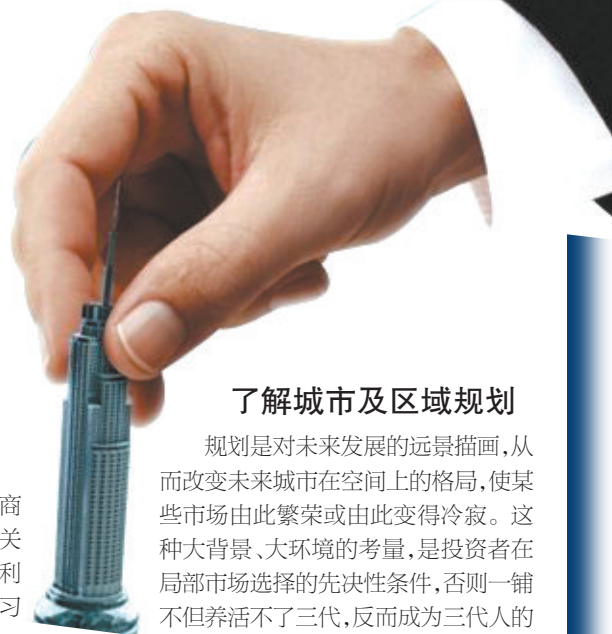 了解城市及区域规划
规划是对未来发展的远景描画,从
而改变未来城市在空间上的格局,使某
些市场由此繁荣或由此变得冷寂。这
种大背景、大环境的考量,是投资者在
局部市场选择的先决性条件,否则一铺
不但养活不了三代,反而成为三代人的
商
关
利
习